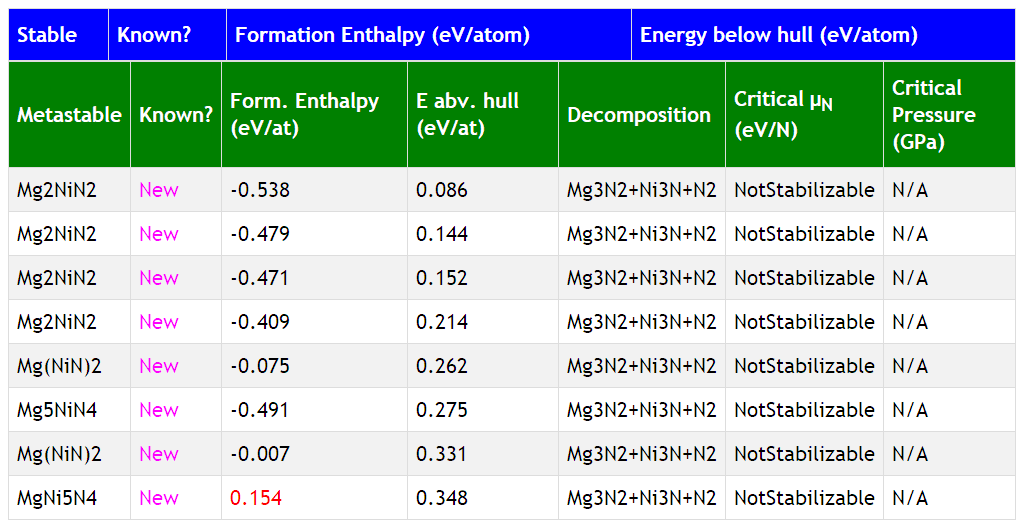 Stable Known? Formation Enthalpy (eV/atom) Energy below hull (eV/atom)
Metastable Known? Form. Enthalpy (eV/at) E abv. hull (eV/at) Decomposition Critical μN (eV/N) Critical Pressure (GPa)
Mg2NiN2 New -0.538 0.086 Mg3N2+Ni3N+N2 NotStabilizable N/A
Mg2NiN2 New -0.479 0.144 Mg3N2+Ni3N+N2 NotStabilizable N/A
Mg2NiN2 New -0.471 0.152 Mg3N2+Ni3N+N2 NotStabilizable N/A
Mg2NiN2 New -0.409 0.214 Mg3N2+Ni3N+N2 NotStabilizable N/A
Mg(NiN)2 New -0.075 0.262 Mg3N2+Ni3N+N2 NotStabilizable N/A
Mg5NiN4 New -0.491 0.275 Mg3N2+Ni3N+N2 NotStabilizable N/A
Mg(NiN)2 New -0.007 0.331 Mg3N2+Ni3N+N2 NotStabilizable N/A
MgNi5N4 New 0.154 0.348 Mg3N2+Ni3N+N2 NotStabilizable N/A